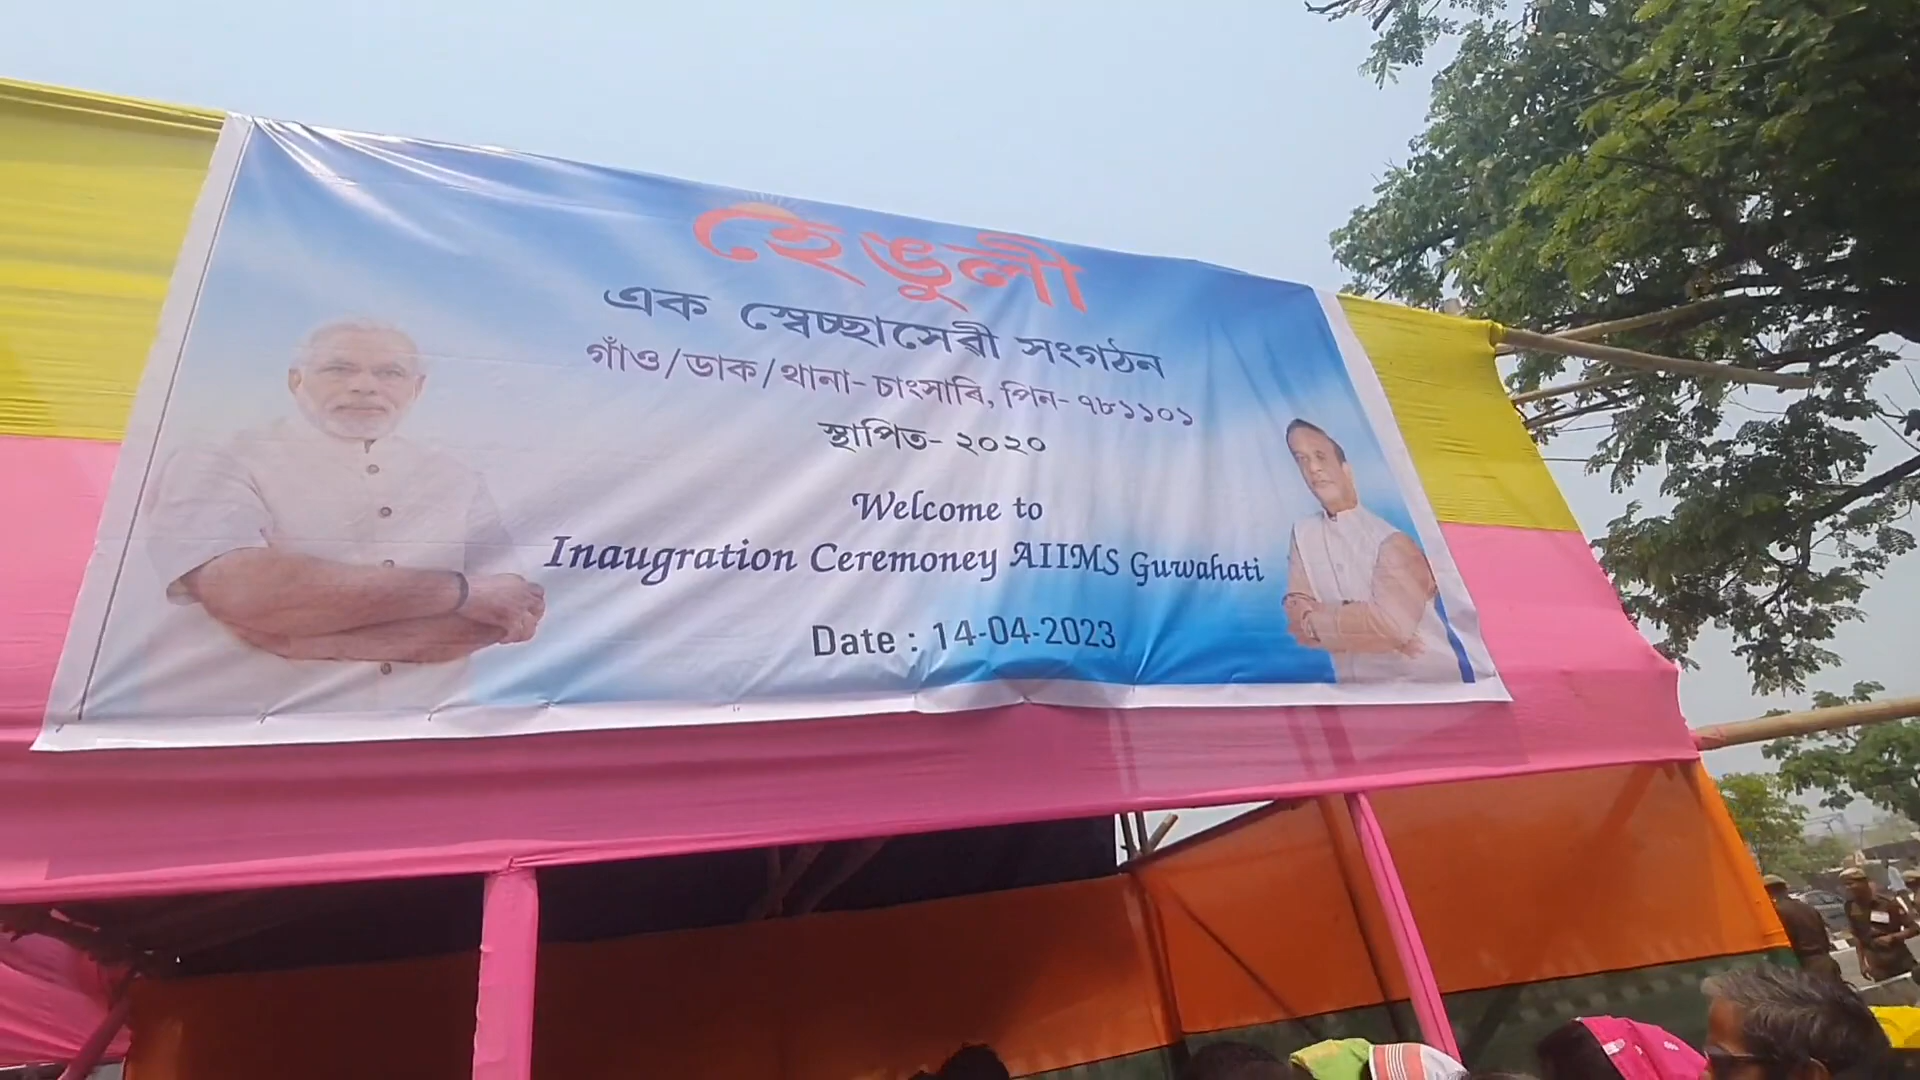 হেঙুলী
এক স্বেচ্ছাসেৱী সংগঠন
গাঁও/ডাক/থানা- চাংসাৰি, পিন- ৭৮১১০১
স্থাপিত- ২০২০
Welcome to
Inaugration Ceremoney AIIMS Guwahati
Date : 14-04-2023